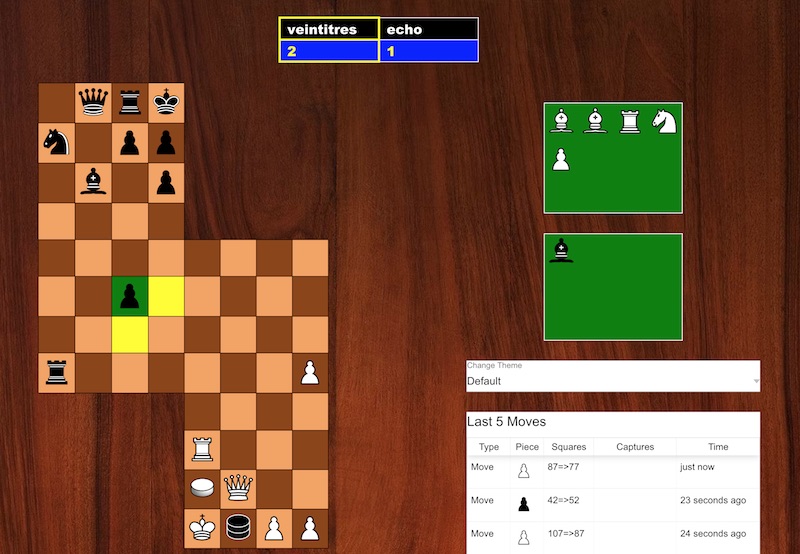 veintitres echo
2 1
Change Theme
Default
Last 5 Moves
Type Piece Squares Captures Time
Move 87=>77 just now
Move 42=>52 23 seconds ago
Move 107=>87 24 seconds ago